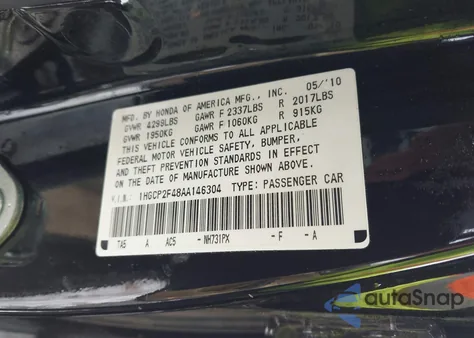 MFD. BY HONDA OF AMERICA MFG., INC. 05/'10
GVWR 4299LBS GAWR F 2337LBS R 2017LBS
GVWR 1950KG GAWR F 1060KG R 915KG
THIS VEHICLE CONFORMS TO ALL APPLICABLE
FEDERAL MOTOR VEHICLE SAFETY, BUMPER,
AND THEFT PREVENTION STANDARDS IN EFFECT
ON THE DATE OF MANUFACTURE SHOWN ABOVE.
V.I.N.: 1HGCP2F48AA146304 TYPE: PASSENGER CAR
TA5 A AC5 -NH731PX -F -A
autoSnap